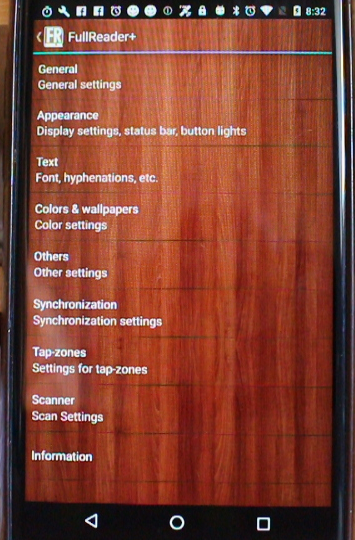 8:32
FR FullReader+
General
General settings
Appearance
Display settings, status bar, button lights
Text
Font, hyphenations, etc.
Colors & wallpapers
Color settings
Others
Other settings
Synchronization
Synchronization settings
Tap-zones
Settings for tap-zones
Scanner
Scan Settings
Information